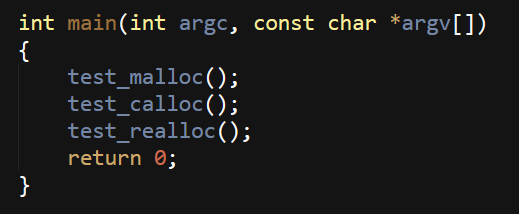 int main(int argc, const char *argv[])
{
    test_malloc();
    test_calloc();
    test_realloc();
    return 0;
}